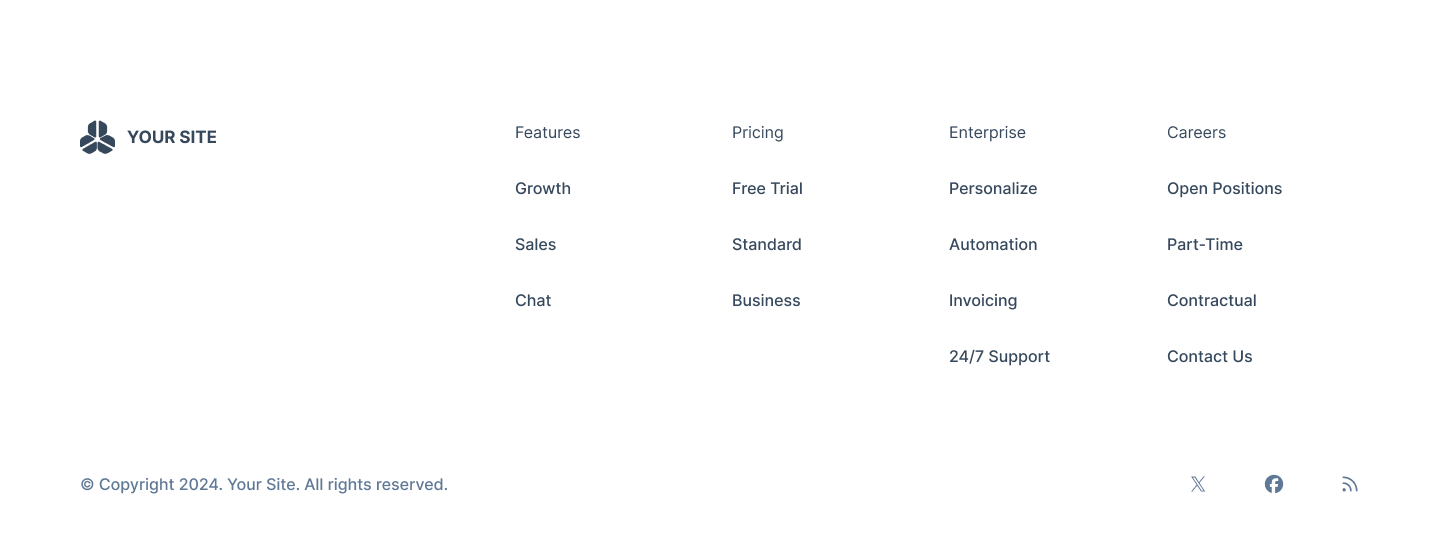 YOUR SITE
Features
Growth
Sales
Chat
Pricing
Free Trial
Standard
Business
Enterprise
Personalize
Automation
Invoicing
24/7 Support
Careers
Open Positions
Part-Time
Contractual
Contact Us
© Copyright 2024. Your Site. All rights reserved.